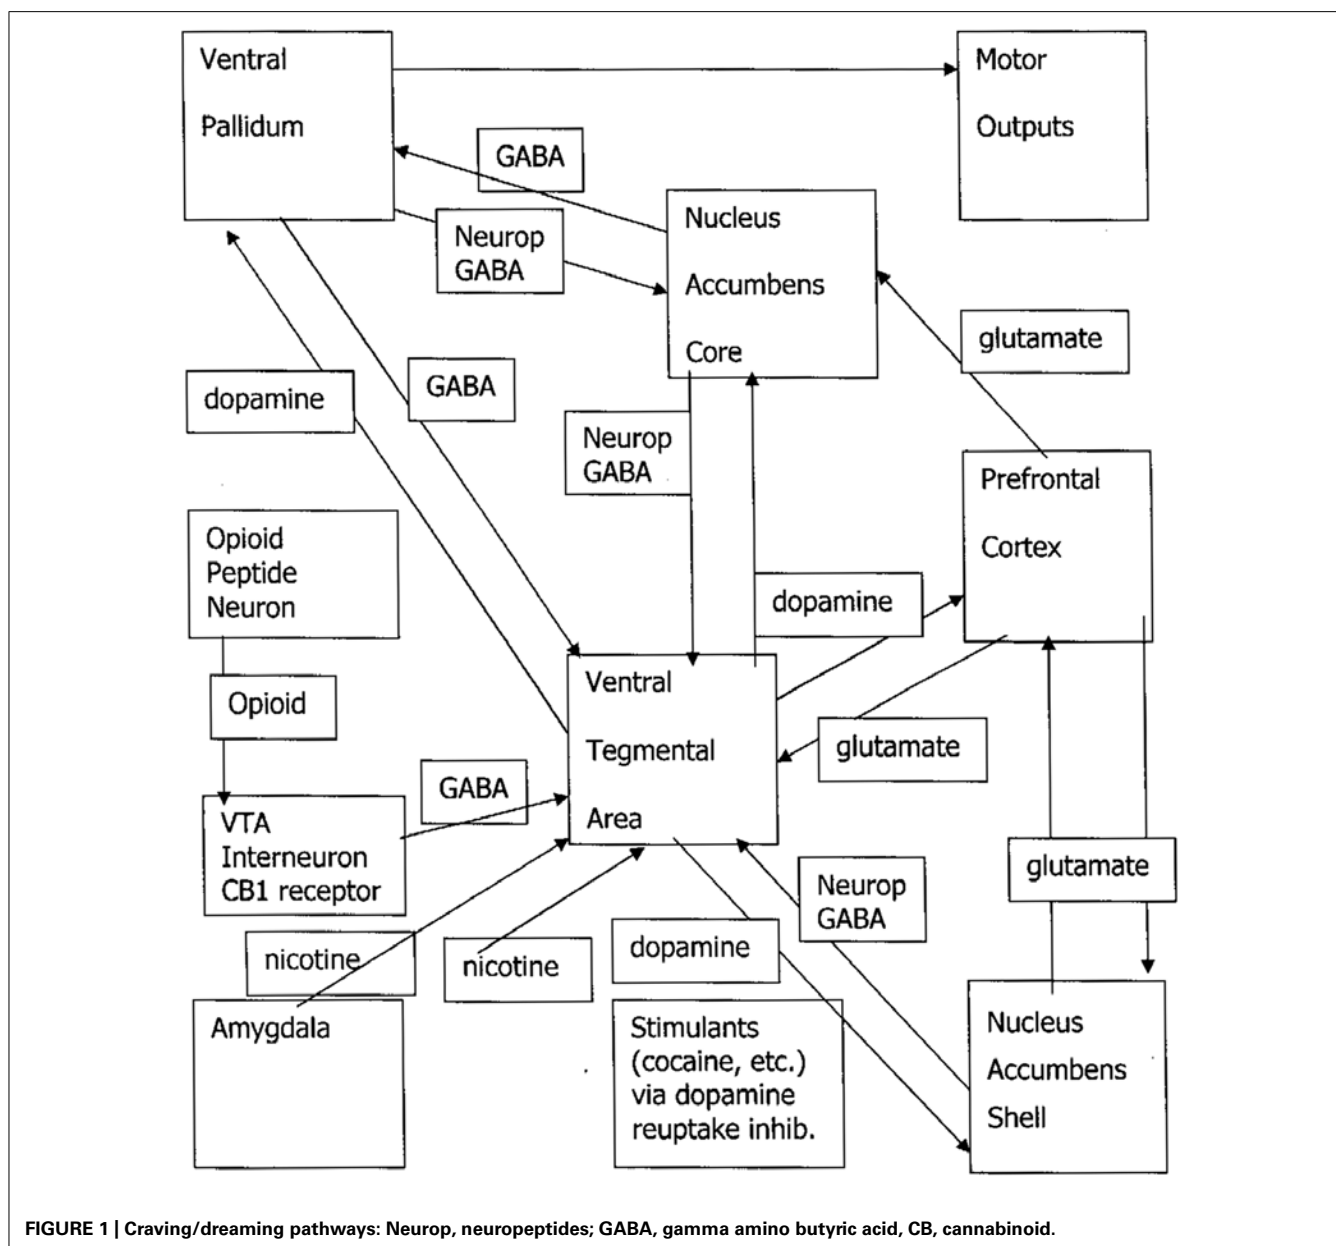 Ventral
Pallidum
Motor
Outputs
GABA
Neurop
GABA
Nucleus
Accumbens
Core
glutamate
dopamine
GABA
Neurop
GABA
Prefrontal
Cortex
Opioid
Peptide
Neuron
dopamine
Opioid
Ventral
Tegmental
Area
glutamate
GABA
VTA
Interneuron
CB1 receptor
Neurop
GABA
glutamate
nicotine
nicotine
dopamine
Amygdala
Stimulants
(cocaine, etc.)
via dopamine
reuptake inhib.
Nucleus
Accumbens
Shell
FIGURE 1 | Craving/dreaming pathways: Neurop, neuropeptides; GABA, gamma amino butyric acid, CB, cannabinoid.